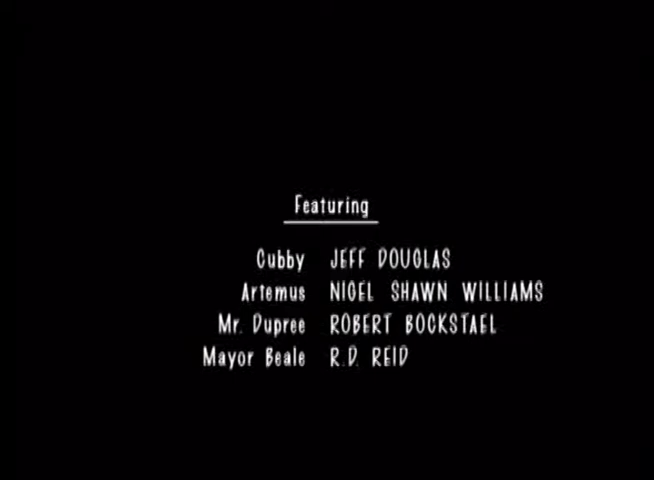 Featuring
Cubby JEFF DOUGLAS
Artemus NIGEL SHAWN WILLIAMS
Mr. Dupree ROBERT BOCKSTAEL
Mayor Beale R.D. REID